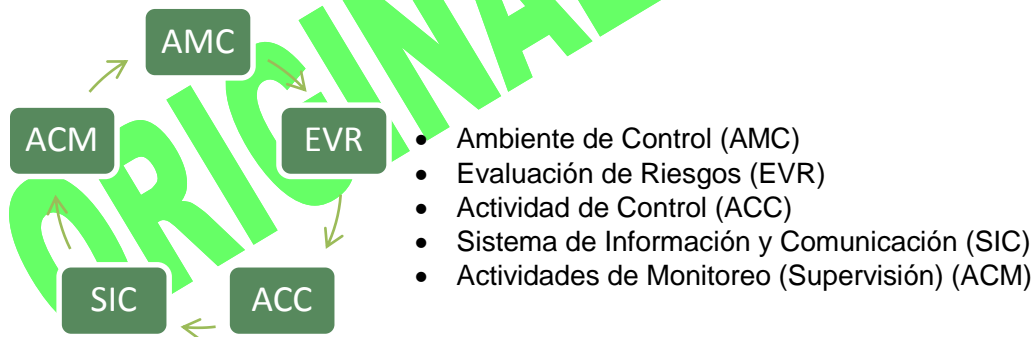 AMC
ACM
EVR
SIC
ACC
ORIGINAL
• Ambiente de Control (AMC)
• Evaluación de Riesgos (EVR)
• Actividad de Control (ACC)
• Sistema de Información y Comunicación (SIC)
• Actividades de Monitoreo (Supervisión) (ACM)